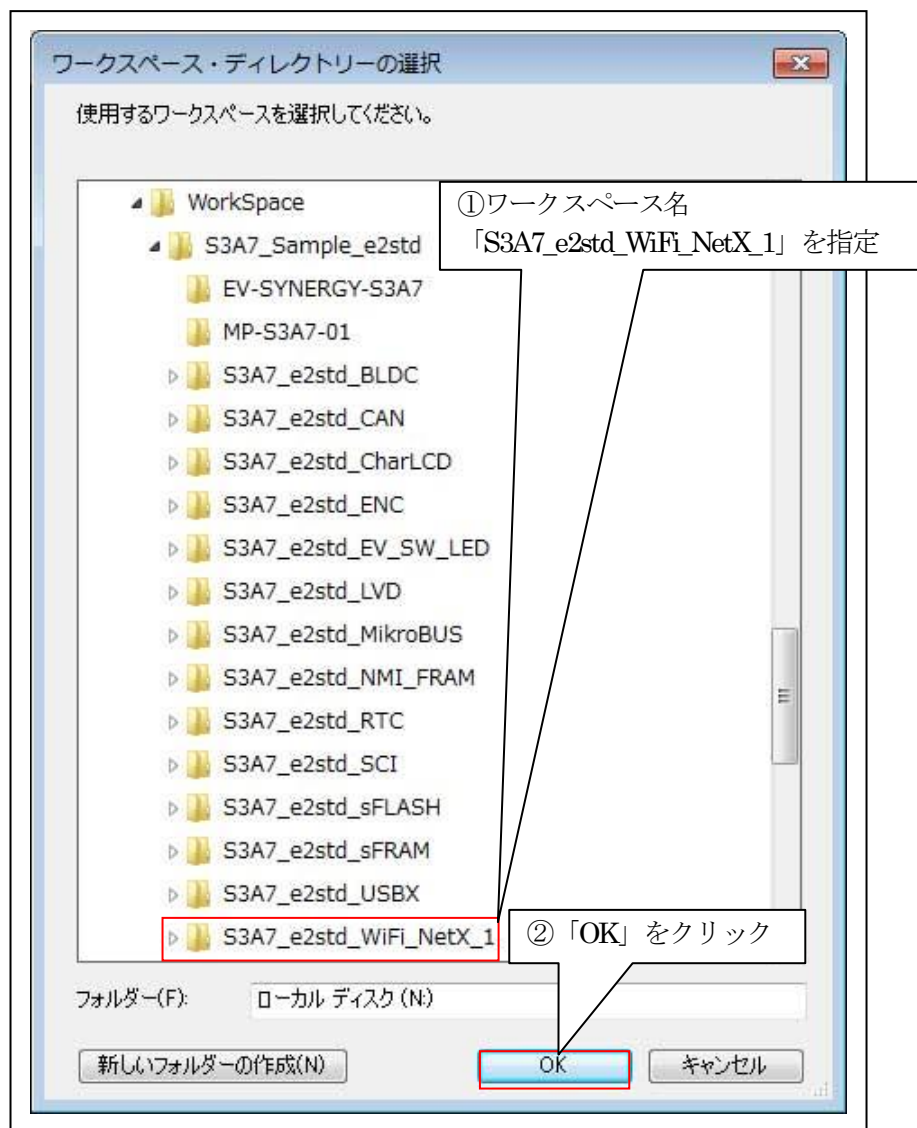 ワークスペース・ディレクトリーの選択
使用するワークスペースを選択してください。
WorkSpace
①ワークスペース名
「S3A7_e2std_WiFi_NetX_1」を指定
S3A7_Sample_e2std
EV-SYNERGY-S3A7
MP-S3A7-01
S3A7_e2std_BLDC
S3A7_e2std_CAN
S3A7_e2std_CharLCD
S3A7_e2std_ENC
S3A7_e2std_EV_SW_LED
S3A7_e2std_LVD
S3A7_e2std_MikroBUS
S3A7_e2std_NMI_FRAM
S3A7_e2std_RTC
S3A7_e2std_SCI
S3A7_e2std_sFLASH
S3A7_e2std_sFRAM
S3A7_e2std_USBX
S3A7_e2std_WiFi_NetX_1
②「OK」をクリック
フォルダー(F): ローカル ディスク (N:)
新しいフォルダーの作成(N) OK キャンセル